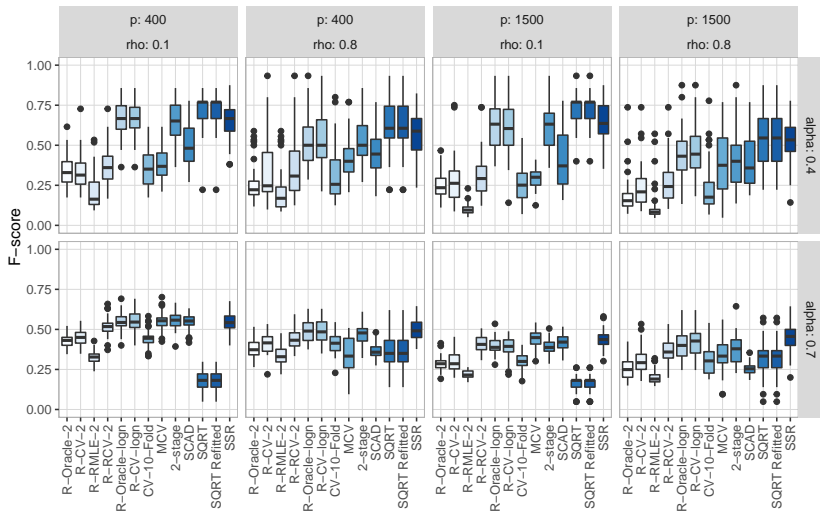 p: 400 p: 400 p: 1500 p: 1500
rho: 0.1 rho: 0.8 rho: 0.1 rho: 0.8
F−score
1.00
0.75
0.50
0.25
0.00
alpha: 0.4
1.00
0.75
0.50
0.25
0.00
alpha: 0.7
R−Oracle−2 R−CV−2 R−RMLE−2 R−RCV−2 R−Oracle−logn R−CV−logn CV−10−Fold MCV 2−stage SCAD SQRT SQRT Refitted SSR
R−Oracle−2 R−CV−2 R−RMLE−2 R−RCV−2 R−Oracle−logn R−CV−logn CV−10−Fold MCV 2−stage SCAD SQRT SQRT Refitted SSR
R−Oracle−2 R−CV−2 R−RMLE−2 R−RCV−2 R−Oracle−logn R−CV−logn CV−10−Fold MCV 2−stage SCAD SQRT SQRT Refitted SSR
R−Oracle−2 R−CV−2 R−RMLE−2 R−RCV−2 R−Oracle−logn R−CV−logn CV−10−Fold MCV 2−stage SCAD SQRT SQRT Refitted SSR